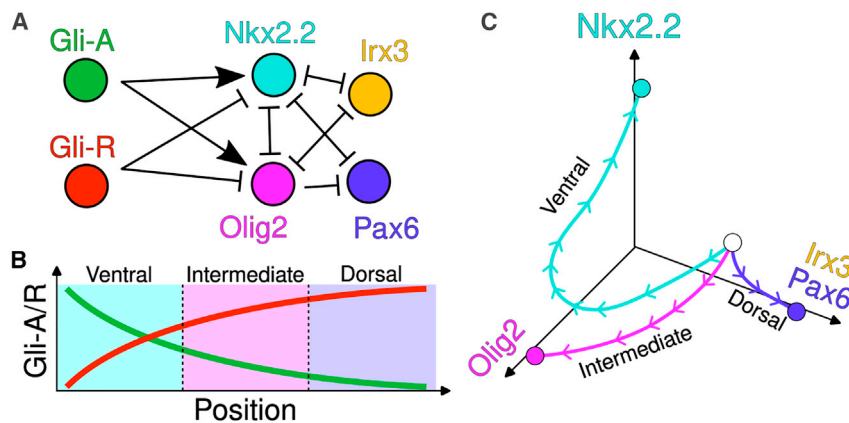 A
Gli-A
Nkx2.2
Irx3
Gli-R
Olig2
Pax6
B
Ventral
Intermediate
Dorsal
Gli-A/R
Position
C
Nkx2.2
Ventral
Irx3
Pax6
Dorsal
Olig2
Intermediate